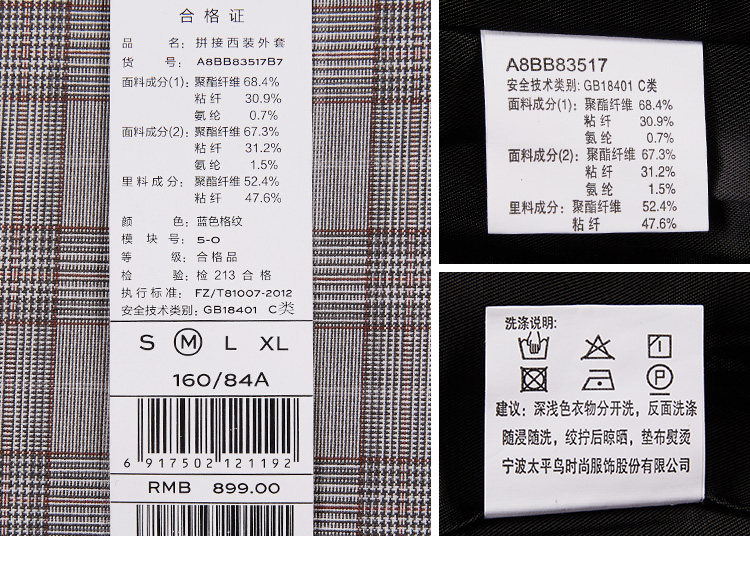 合格证
品 名: 拼接西装外套
货 号: A8BB83517B7
面料成分(1): 聚酯纤维 68.4%
粘 纤 30.9%
氨 纶 0.7%
面料成分(2): 聚酯纤维 67.3%
粘 纤 31.2%
氨 纶 1.5%
里料成分: 聚酯纤维 52.4%
粘 纤 47.6%
颜 色: 蓝色格纹
模 块 号: 5-0
等 级: 合格品
检 验: 检 213 合格
执行标准: FZ/T81007-2012
安全技术类别: GB18401 C类
S M L XL
160/84A
6 917502 121192
RMB 899.00
A8BB83517
安全技术类别: GB18401 C类
面料成分(1): 聚酯纤维 68.4%
粘 纤 30.9%
氨 纶 0.7%
面料成分(2): 聚酯纤维 67.3%
粘 纤 31.2%
氨 纶 1.5%
里料成分: 聚酯纤维 52.4%
粘 纤 47.6%
洗涤说明:
P
建议: 深浅色衣物分开洗, 反面洗涤
随浸随洗, 绞拧后晾晒, 垫布熨烫
宁波太平鸟时尚服饰股份有限公司